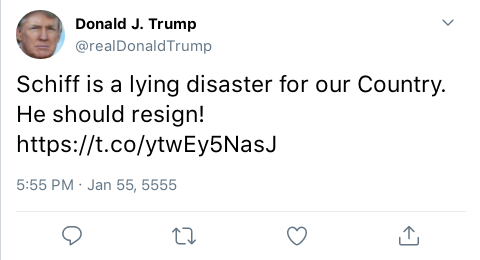 Donald J. Trump
@realDonaldTrump
Schiff is a lying disaster for our Country.
He should resign!
https://t.co/ytwEy5NasJ
5:55 PM · Jan 55, 5555